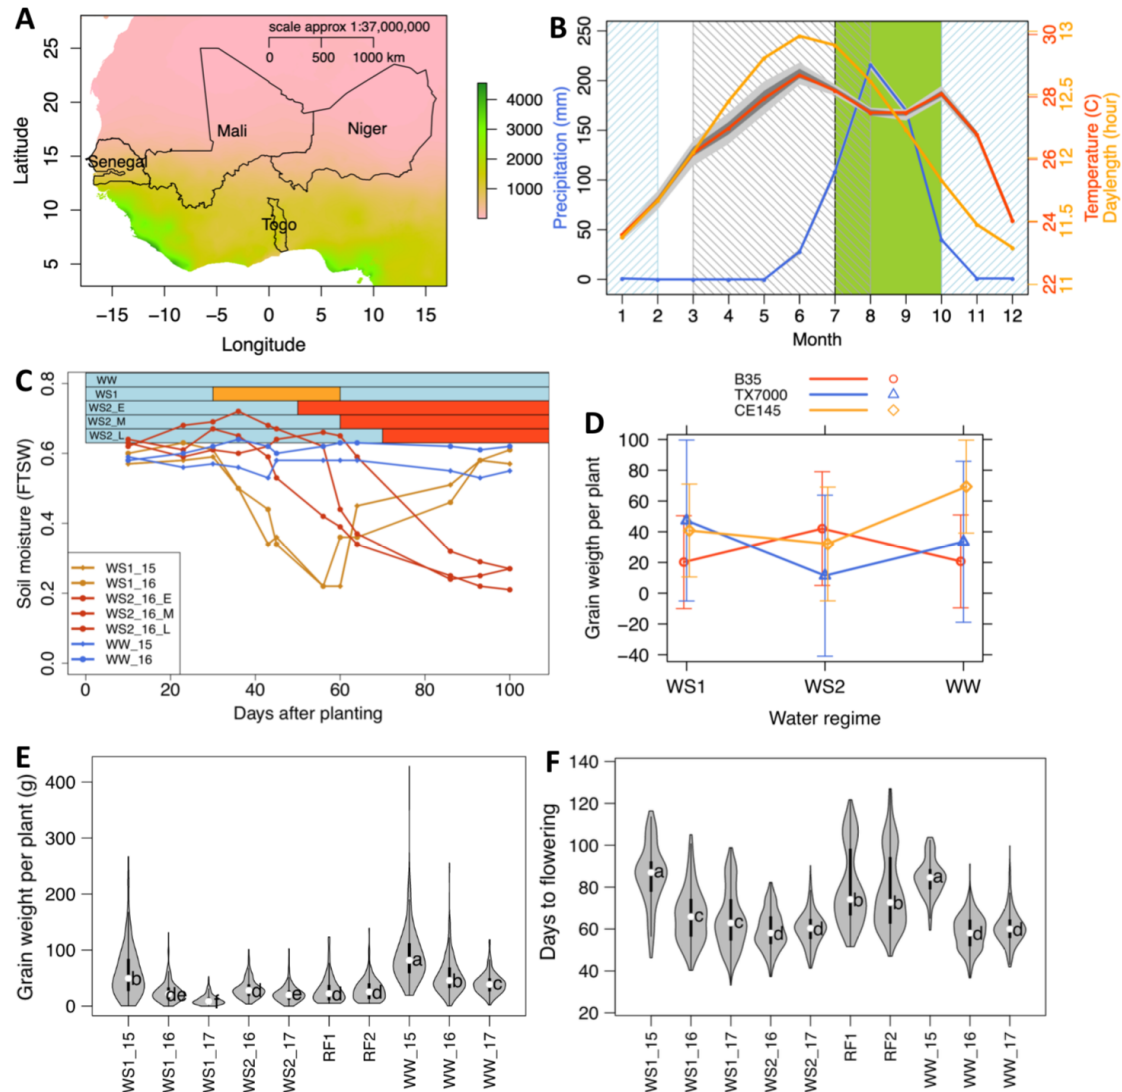 A
scale approx 1:37,000,000
0 500 1000 km
Mali
Niger
Senegal
Togo
Latitude
25
20
15
10
5
−15 −10 −5 0 5 10 15
Longitude
4000
3000
2000
1000
B
Precipitation (mm)
250
200
150
100
50
0
1 2 3 4 5 6 7 8 9 10 11 12
Month
30
28
26
24
22
Temperature (C)
13
12.5
12
11.5
11
Daylength (hour)
C
WW
WS1
WS2_E
WS2_M
WS2_L
Soil moisture (FTSW)
0.8
0.6
0.4
0.2
0.0
WS1_15
WS1_16
WS2_16_E
WS2_16_M
WS2_16_L
WW_15
WW_16
0 20 40 60 80 100
Days after planting
B35
TX7000
CE145
D
Grain weigth per plant
100
80
60
40
20
0
−20
−40
WS1 WS2 WW
Water regime
E
Grain weight per plant (g)
400
300
200
100
0
b de f d e d d a b c
WS1_15 WS1_16 WS1_17 WS2_16 WS2_17 RF1 RF2 WW_15 WW_16 WW_17
F
Days to flowering
140
120
100
80
60
40
20
a c c d d b b a d d
WS1_15 WS1_16 WS1_17 WS2_16 WS2_17 RF1 RF2 WW_15 WW_16 WW_17